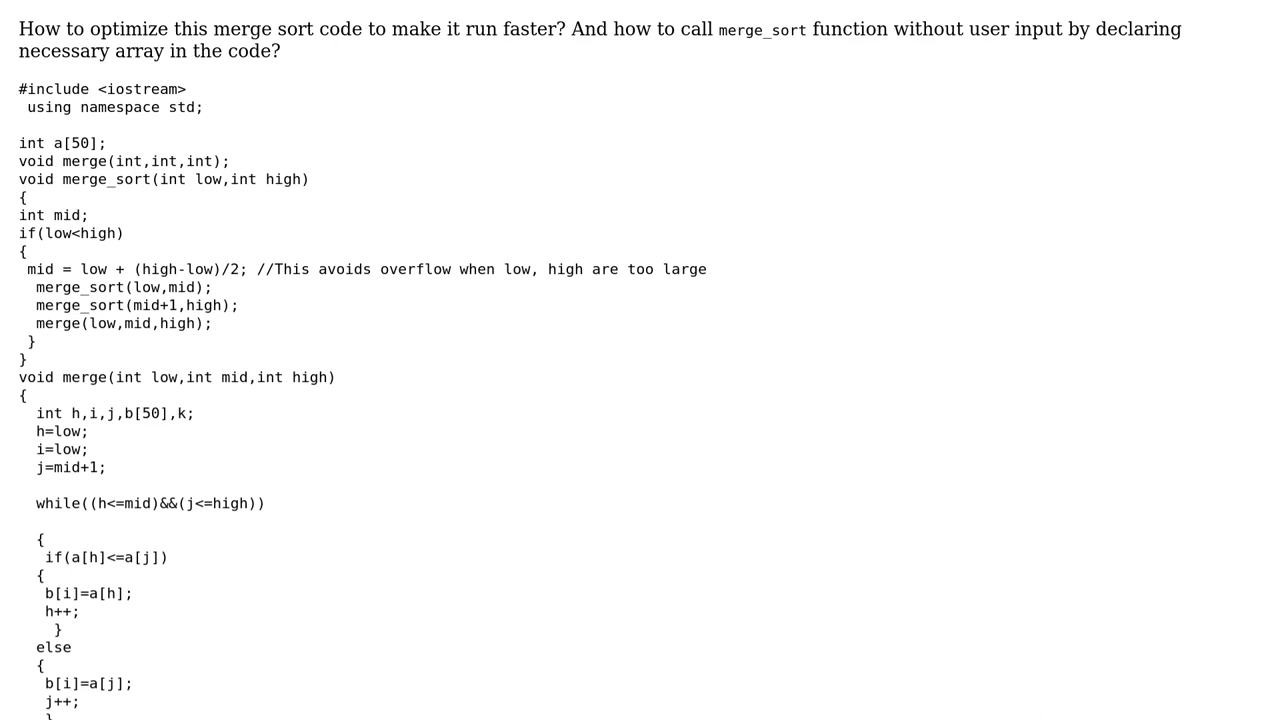 How to optimize this merge sort code to make it run faster? And how to call merge_sort function without user input by declaring
necessary array in the code?
#include <iostream>
 using namespace std;

int a[50];
void merge(int,int,int);
void merge_sort(int low,int high)
{
int mid;
if(low<high)
{
 mid = low + (high-low)/2; //This avoids overflow when low, high are too large
  merge_sort(low,mid);
  merge_sort(mid+1,high);
  merge(low,mid,high);
 }
}
void merge(int low,int mid,int high)
{
  int h,i,j,b[50],k;
  h=low;
  i=low;
  j=mid+1;

  while((h<=mid)&&(j<=high))

  {
   if(a[h]<=a[j])
  {
   b[i]=a[h];
   h++;
    }
  else
  {
   b[i]=a[j];
   j++;
   }